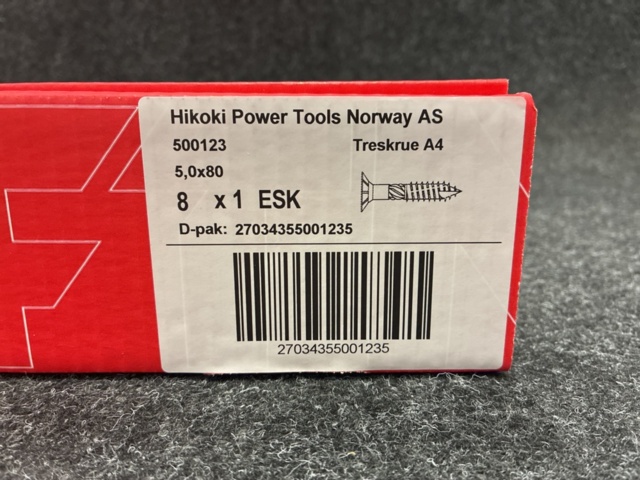 Hikoki Power Tools Norway AS
500123 Treskrue A4
5,0x80
8 x 1 ESK
D-pak: 27034355001235
27034355001235